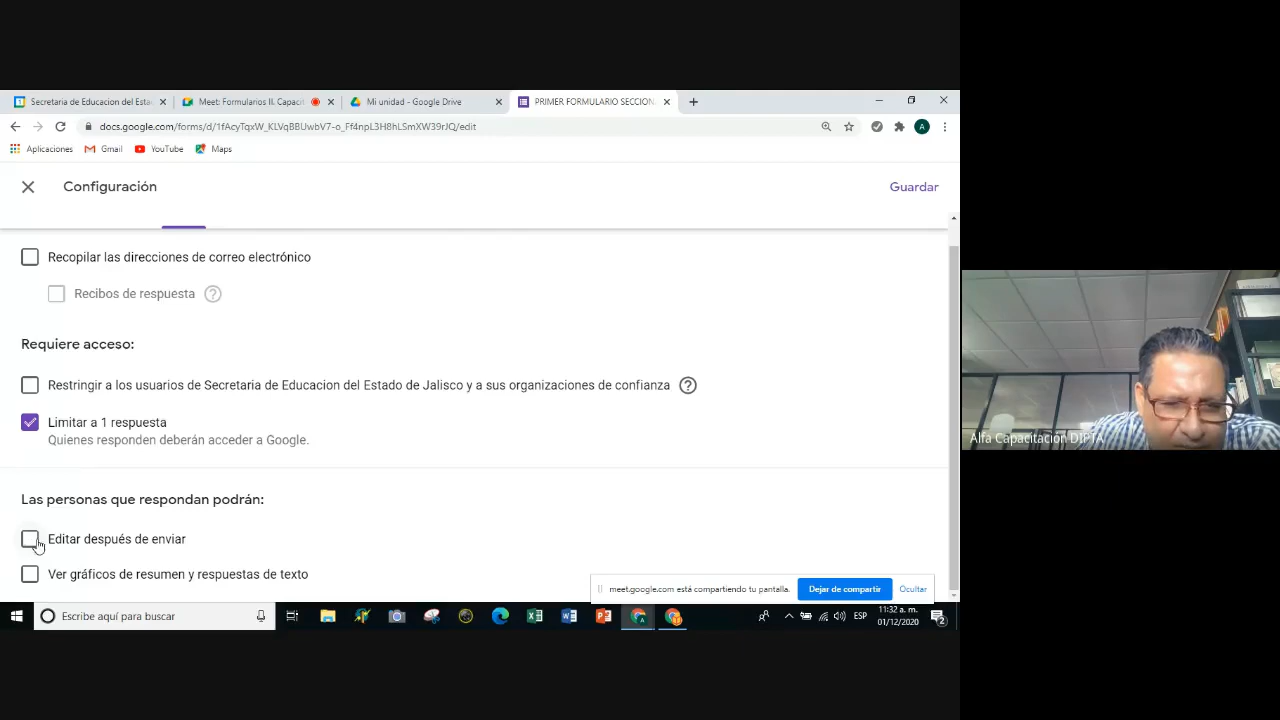 Secretaria de Educacion del Esta
Meet: Formularios II. Capaci
Mi unidad - Google Drive
PRIMER FORMULARIO SECCION
docs.google.com/forms/d/1fAcyTqxW_KLVqBBUwbV7-o_Ff4npL3H8hLSmXW39rJQ/edit
A
Aplicaciones
Gmail
YouTube
Maps
Configuración
Guardar
Recopilar las direcciones de correo electrónico
Recibos de respuesta
Requiere acceso:
Restringir a los usuarios de Secretaria de Educacion del Estado de Jalisco y a sus organizaciones de confianza
Limitar a 1 respuesta
Quienes responden deberán acceder a Google.
Alfa Capacitacion DIPTA
Las personas que respondan podrán:
Editar después de enviar
Ver gráficos de resumen y respuestas de texto
meet.google.com está compartiendo tu pantalla.
Dejar de compartir
Ocultar
Escribe aquí para buscar
ESP
11:32 a. m.
01/12/2020
2